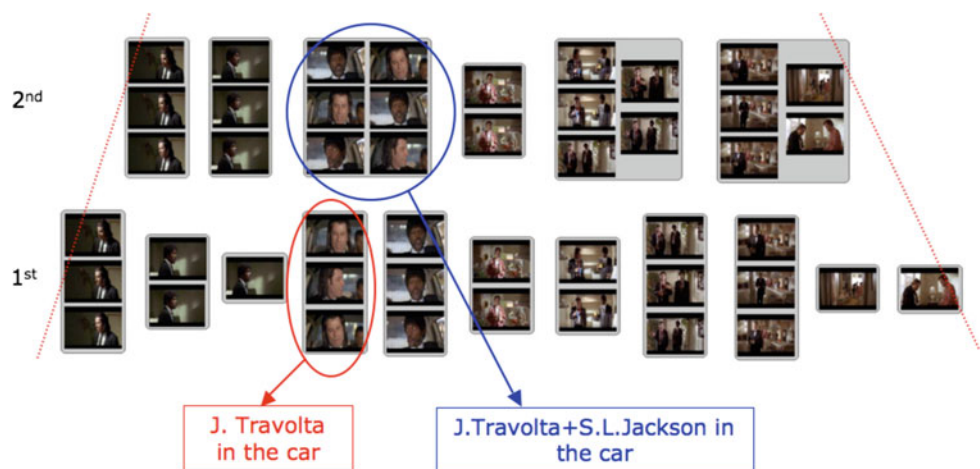 2nd
1st
J. Travolta
in the car
J.Travolta+S.L.Jackson in
the car